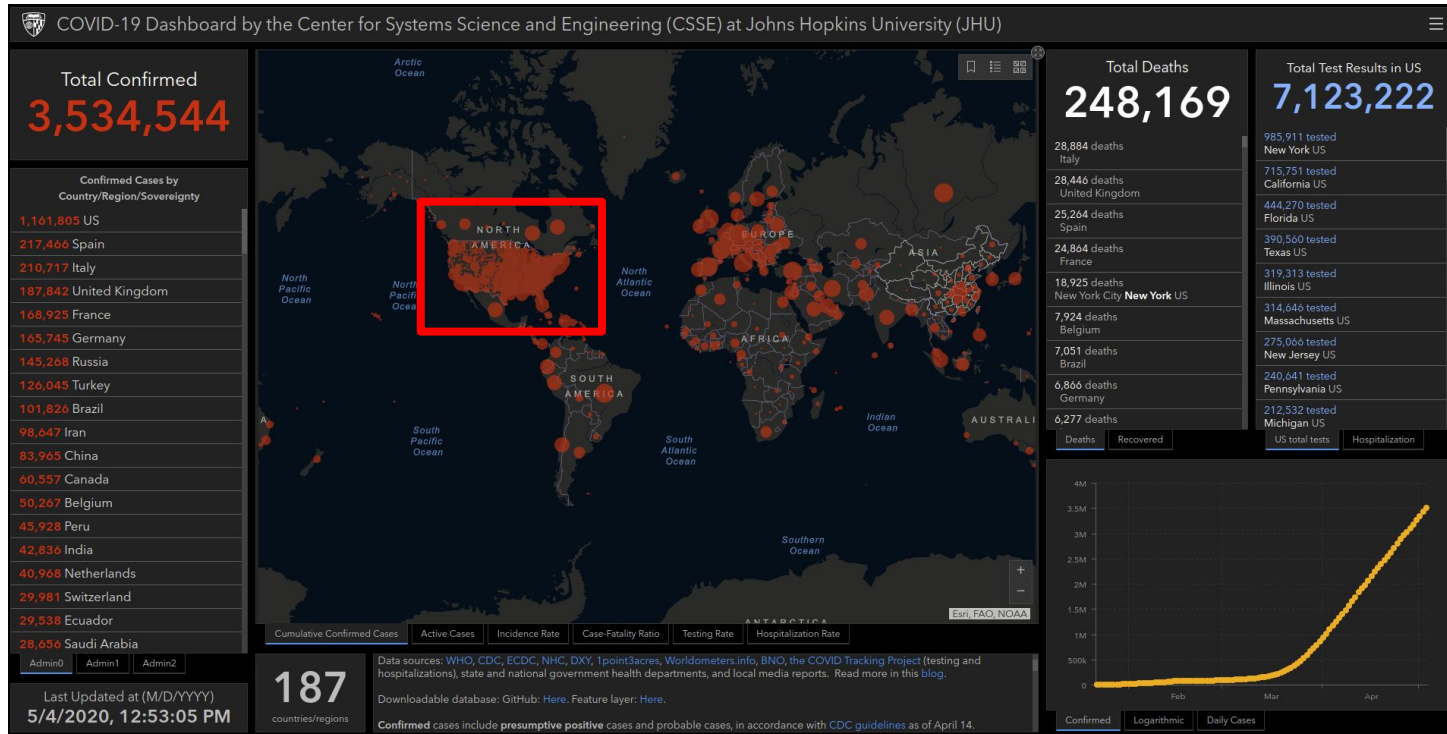 COVID-19 Dashboard by the Center for Systems Science and Engineering (CSSE) at Johns Hopkins University (JHU)
Total Confirmed
3,534,544
Confirmed Cases by
Country/Region/Sovereignty
1,161,805 US
217,466 Spain
210,717 Italy
187,842 United Kingdom
168,925 France
165,745 Germany
145,268 Russia
126,045 Turkey
101,826 Brazil
98,647 Iran
83,965 China
60,557 Canada
50,267 Belgium
45,928 Peru
42,836 India
40,968 Netherlands
29,981 Switzerland
29,538 Ecuador
28,656 Saudi Arabia
Admin0 Admin1 Admin2
Last Updated at (M/D/YYYY)
5/4/2020, 12:53:05 PM
Arctic
Ocean
NORTH
AMERICA
EUROPE
ASIA
North
Pacific
Ocean
North
Atlantic
Ocean
AFRICA
SOUTH
AMERICA
Indian
Ocean
AUSTRALI
South
Pacific
Ocean
South
Atlantic
Ocean
Southern
Ocean
+
−
ANTARCTICA
Esri, FAO, NOAA
Cumulative Confirmed Cases Active Cases Incidence Rate Case-Fatality Ratio Testing Rate Hospitalization Rate
187
countries/regions
Data sources: WHO, CDC, ECDC, NHC, DXY, 1point3acres, Worldometers.info, BNO, the COVID Tracking Project (testing and
hospitalizations), state and national government health departments, and local media reports. Read more in this blog.
Downloadable database: GitHub: Here. Feature layer: Here.
Confirmed cases include presumptive positive cases and probable cases, in accordance with CDC guidelines as of April 14.
Total Deaths
248,169
28,884 deaths
Italy
28,446 deaths
United Kingdom
25,264 deaths
Spain
24,864 deaths
France
18,925 deaths
New York City New York US
7,924 deaths
Belgium
7,051 deaths
Brazil
6,866 deaths
Germany
6,277 deaths
Deaths Recovered
Total Test Results in US
7,123,222
985,911 tested
New York US
715,751 tested
California US
444,270 tested
Florida US
390,560 tested
Texas US
319,313 tested
Illinois US
314,646 tested
Massachusetts US
275,066 tested
New Jersey US
240,641 tested
Pennsylvania US
212,532 tested
Michigan US
US total tests Hospitalization
4M
3.5M
3M
2.5M
2M
1.5M
1M
500k
0
Feb Mar Apr
Confirmed Logarithmic Daily Cases